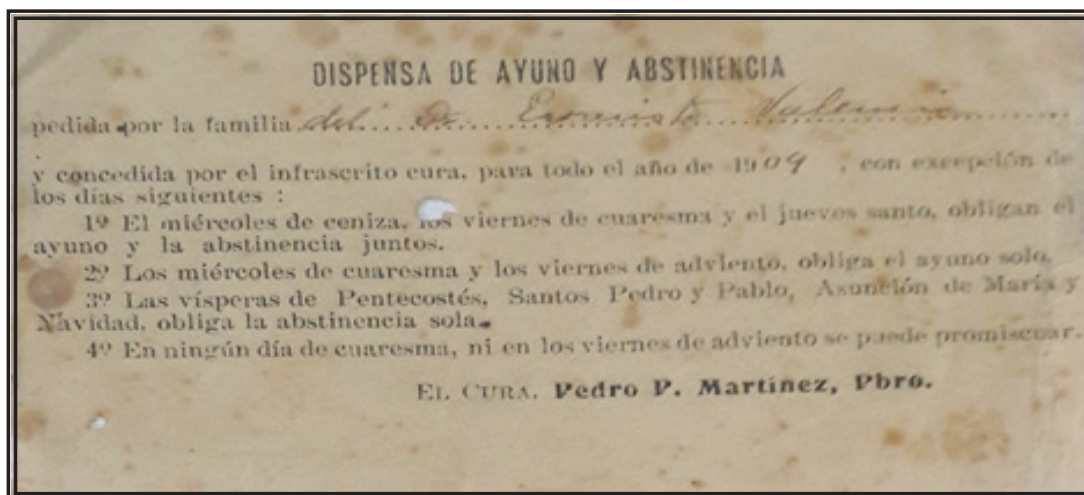 DISPENSA DE AYUNO Y ABSTINENCIA
pedida por la familia del Dr. Evaristo Valencia
y concedida por el infrascrito cura, para todo el año de 1909 , con excepción de
los días siguientes :
1º El miércoles de ceniza, los viernes de cuaresma y el jueves santo, obligan el
ayuno y la abstinencia juntos.
2º Los miércoles de cuaresma y los viernes de adviento, obliga el ayuno solo.
3º Las vísperas de Pentecostés, Santos Pedro y Pablo, Asunción de María y
Navidad, obliga la abstinencia sola.
4º En ningún día de cuaresma, ni en los viernes de adviento se puede promiscuar.
EL CURA, Pedro P. Martínez, Pbro.